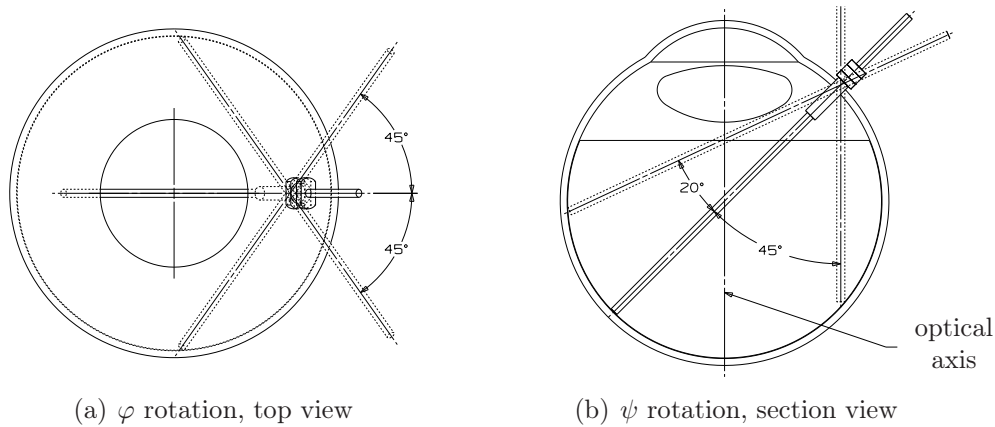 45°
45°
20°
45°
optical
axis
(a) φ rotation, top view
(b) ψ rotation, section view